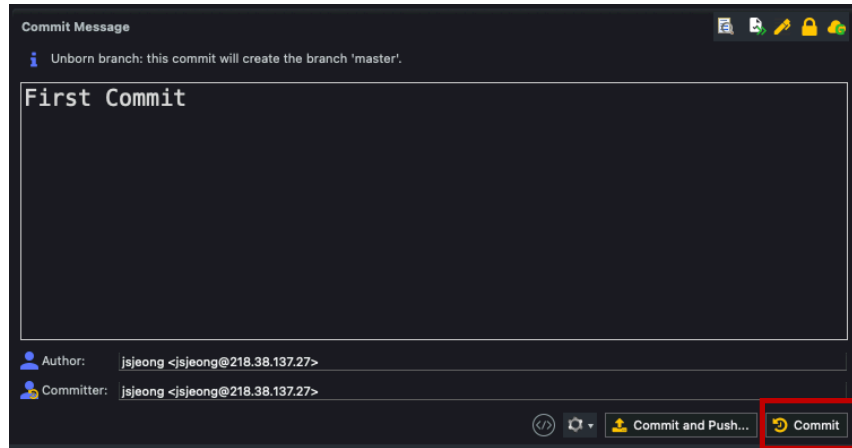 Commit Message
Unborn branch: this commit will create the branch 'master'.
First Commit
Author: jsjeong <jsjeong@218.38.137.27>
Committer: jsjeong <jsjeong@218.38.137.27>
Commit and Push... Commit